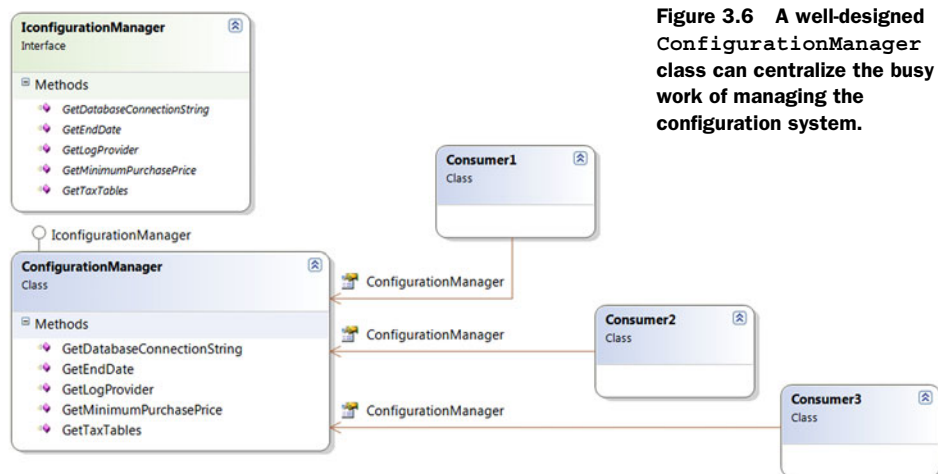 IconfigurationManager
Interface
Methods
GetDatabaseConnectionString
GetEndDate
GetLogProvider
GetMinimumPurchasePrice
GetTaxTables
Figure 3.6 A well-designed
ConfigurationManager
class can centralize the busy
work of managing the
configuration system.
Consumer1
Class
IconfigurationManager
ConfigurationManager
Class
Methods
GetDatabaseConnectionString
GetEndDate
GetLogProvider
GetMinimumPurchasePrice
GetTaxTables
ConfigurationManager
ConfigurationManager
ConfigurationManager
Consumer2
Class
Consumer3
Class